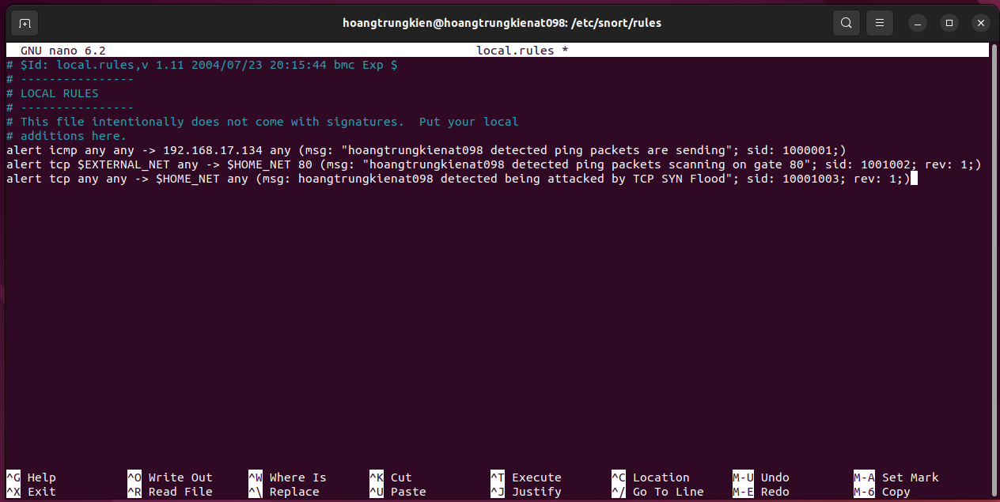 hoangtrungkien@hoangtrungkienat098: /etc/snort/rules
GNU nano 6.2 local.rules *
# $Id: local.rules,v 1.11 2004/07/23 20:15:44 bmc Exp $
# ----------------
# LOCAL RULES
# ----------------
# This file intentionally does not come with signatures.  Put your local
# additions here.
alert icmp any any -> 192.168.17.134 any (msg: "hoangtrungkienat098 detected ping packets are sending"; sid: 1000001;)
alert tcp $EXTERNAL_NET any -> $HOME_NET 80 (msg: "hoangtrungkienat098 detected ping packets scanning on gate 80"; sid: 1001002; rev: 1;)
alert tcp any any -> $HOME_NET any (msg: hoangtrungkienat098 detected being attacked by TCP SYN Flood"; sid: 10001003; rev: 1;)
^G Help ^O Write Out ^W Where Is ^K Cut ^T Execute ^C Location M-U Undo M-A Set Mark
^X Exit ^R Read File ^\ Replace ^U Paste ^J Justify ^/ Go To Line M-E Redo M-6 Copy